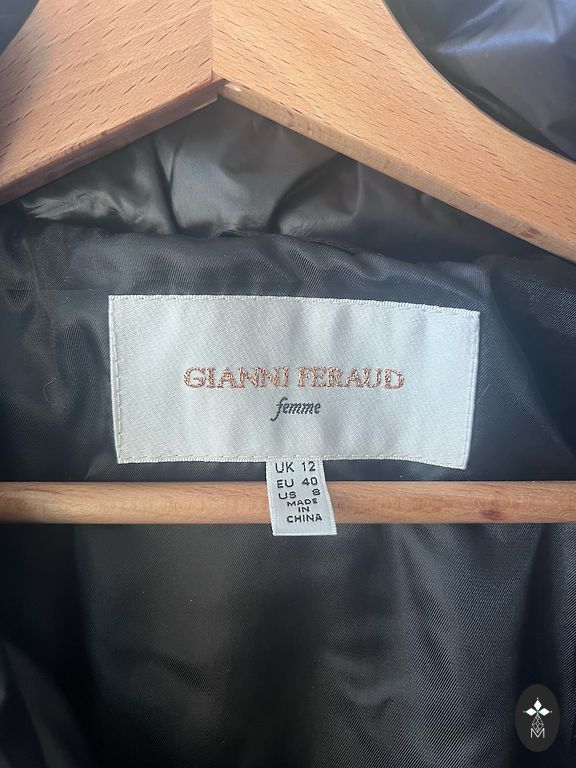 GIANNI FERAUD
femme
UK 12
EU 40
US 8
MADE
IN
CHINA
M